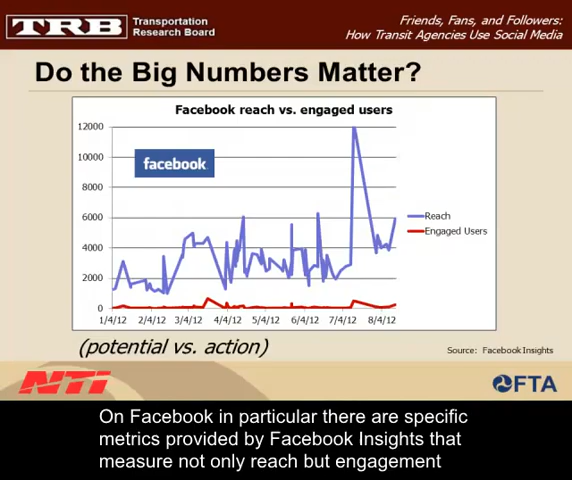 TRB
Transportation
Research Board
Friends, Fans, and Followers:
How Transit Agencies Use Social Media
Do the Big Numbers Matter?
Facebook reach vs. engaged users
12000
10000
8000
6000
4000
2000
0
facebook
Reach
Engaged Users
1/4/12 2/4/12 3/4/12 4/4/12 5/4/12 6/4/12 7/4/12 8/4/12
(potential vs. action)
Source: Facebook Insights
NTI
FTA
On Facebook in particular there are specific
metrics provided by Facebook Insights that
measure not only reach but engagement